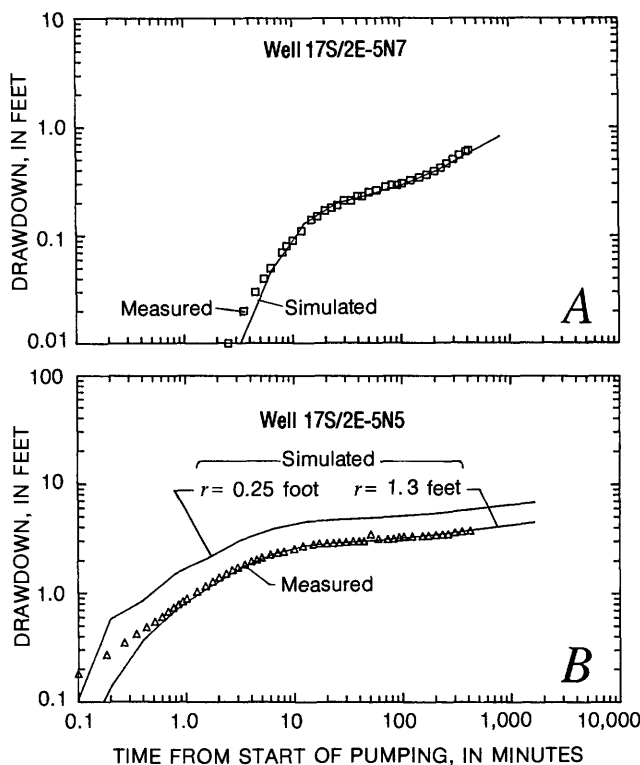 10
Well 17S/2E-5N7
1.0
DRAWDOWN, IN FEET
0.1
Measured
Simulated
A
0.01
100
Well 17S/2E-5N5
Simulated
10
r = 0.25 foot r = 1.3 feet
DRAWDOWN, IN FEET
1.0
Measured
B
0.1
0.1 1.0 10 100 1,000 10,000
TIME FROM START OF PUMPING, IN MINUTES